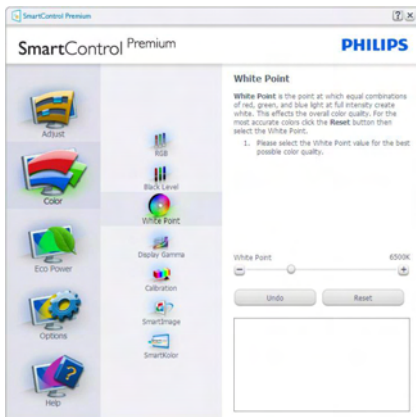 SmartControl Premium
SmartControl Premium
PHILIPS
Adjust
Color
Eco Power
Options
Help
RGB
Black Level
White Point
Display Gamma
Calibration
SmartImage
SmartKolor
White Point
White Point is the point at which equal combinations
of red, green, and blue light at full intensity create
white. This effects the overall color quality. For the
most accurate colors click the Reset button then
select the White Point.
1. Please select the White Point value for the best
possible color quality.
White Point 6500K
Undo
Reset